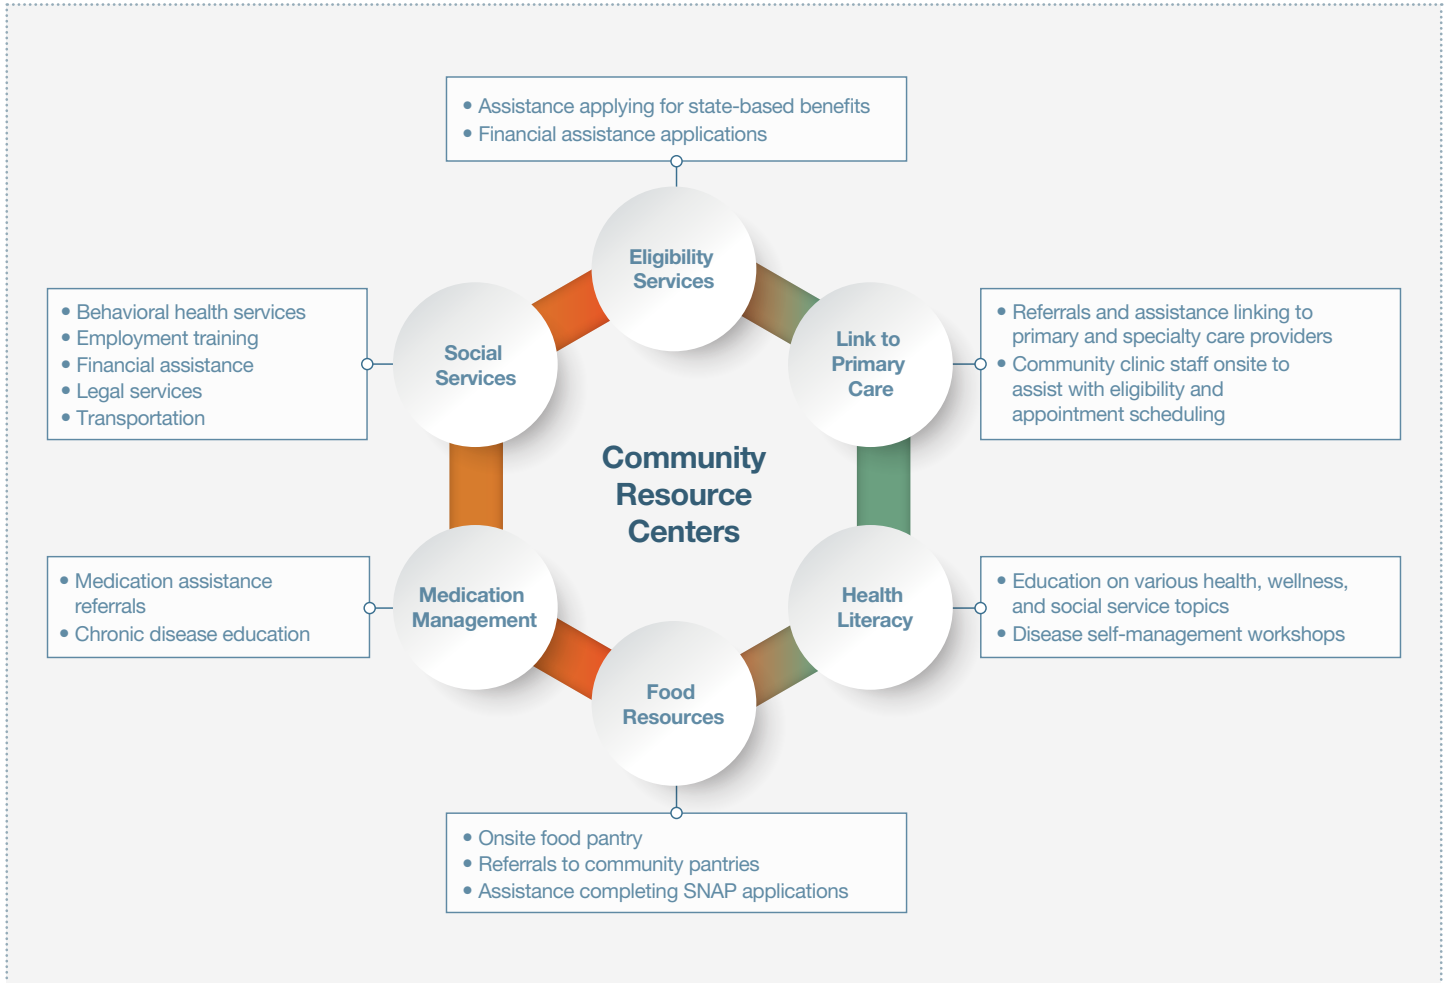 • Assistance applying for state-based benefits
• Financial assistance applications
Eligibility
Services
• Behavioral health services
• Employment training
• Financial assistance
• Legal services
• Transportation
Social
Services
Link to
Primary
Care
• Referrals and assistance linking to
primary and specialty care providers
• Community clinic staff onsite to
assist with eligibility and
appointment scheduling
Community
Resource
Centers
• Medication assistance
referrals
• Chronic disease education
Medication
Management
Health
Literacy
• Education on various health, wellness,
and social service topics
• Disease self-management workshops
Food
Resources
• Onsite food pantry
• Referrals to community pantries
• Assistance completing SNAP applications